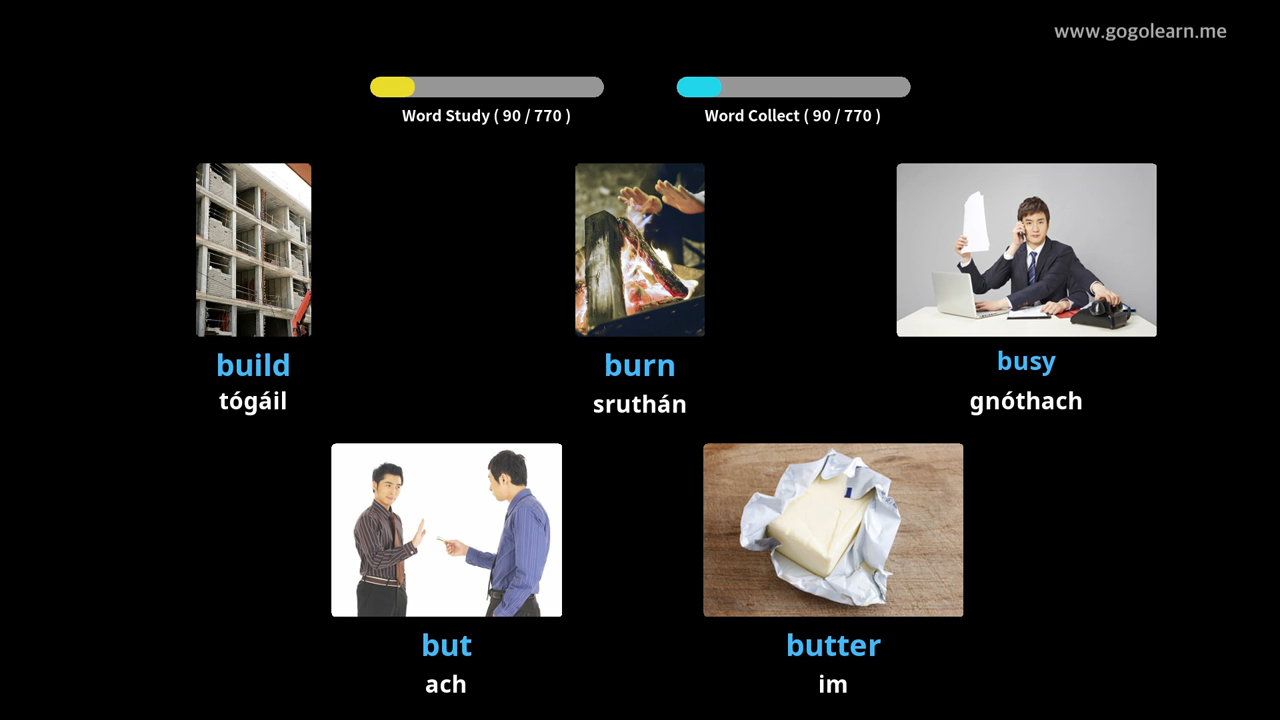 www.gogolearn.me
Word Study ( 90 / 770 )
Word Collect ( 90 / 770 )
build
tógáil
burn
sruthán
busy
gnóthach
but
ach
butter
im